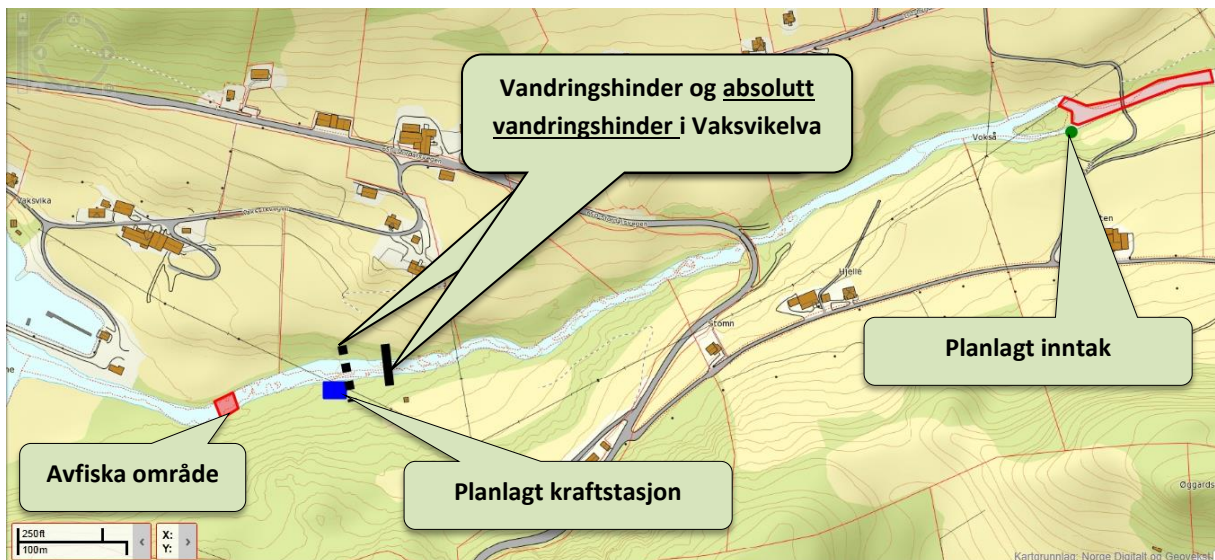 Vandringshinder og absolutt
vandringshinder i Vaksvikelva
Vokså
Vaksvika
Hjelle
Stomn
Planlagt inntak
Avfiska område
Planlagt kraftstasjon
Øggards
250ft
100m
X:
Y:
Kartgrunnlag: Norge Digitalt og Geovekst